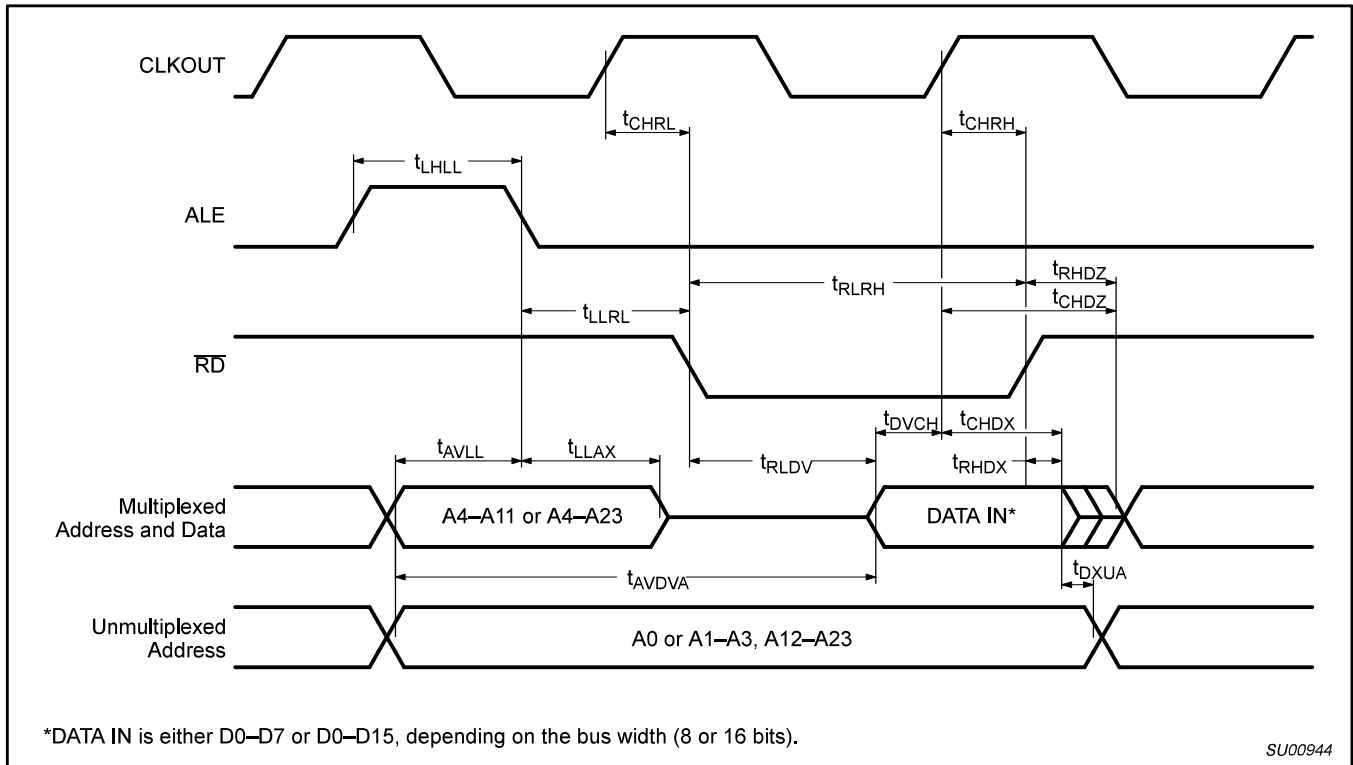 CLKOUT
tCHRL
tCHRH
tLHLL
ALE
tRHDZ
tRLRH
tCHDZ
tLLRL
RD
tDVCH
tCHDX
tAVLL
tLLAX
tRLDV
tRHDX
Multiplexed
Address and Data
A4–A11 or A4–A23
DATA IN*
tAVDVA
tDXUA
Unmultiplexed
Address
A0 or A1–A3, A12–A23
*DATA IN is either D0–D7 or D0–D15, depending on the bus width (8 or 16 bits).
SU00944